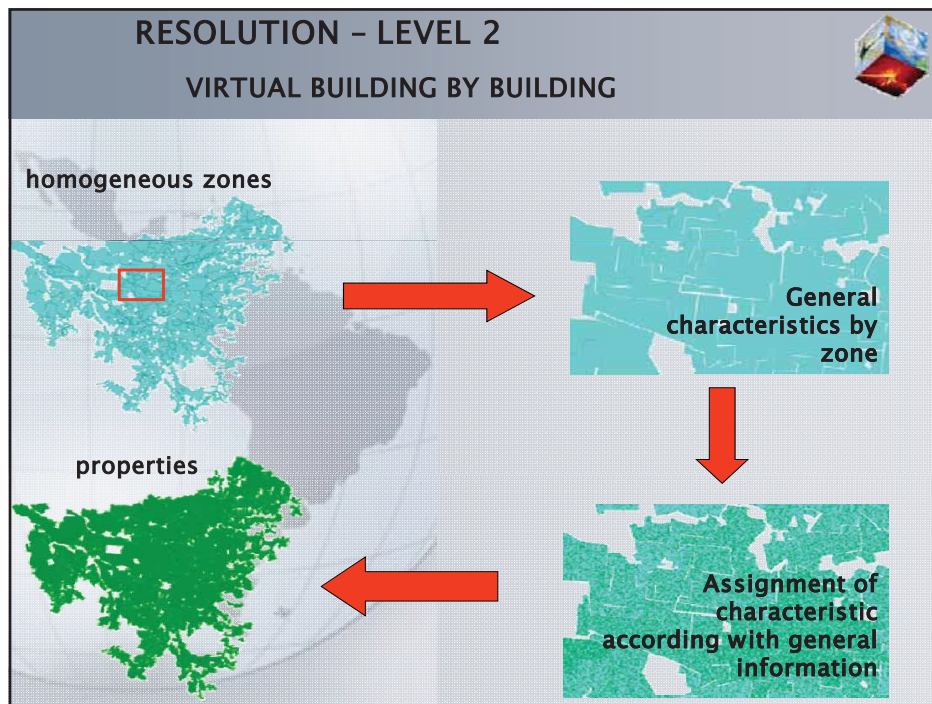 RESOLUTION – LEVEL 2
VIRTUAL BUILDING BY BUILDING
homogeneous zones
General
characteristics by
zone
properties
Assignment of
characteristic
according with general
information